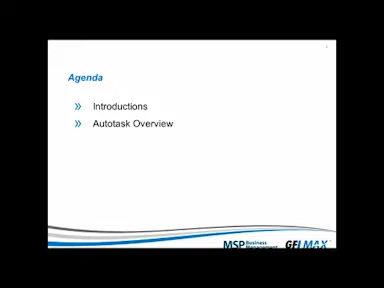 Agenda
Introductions
Autotask Overview
MSP Business Management
GFI MAX